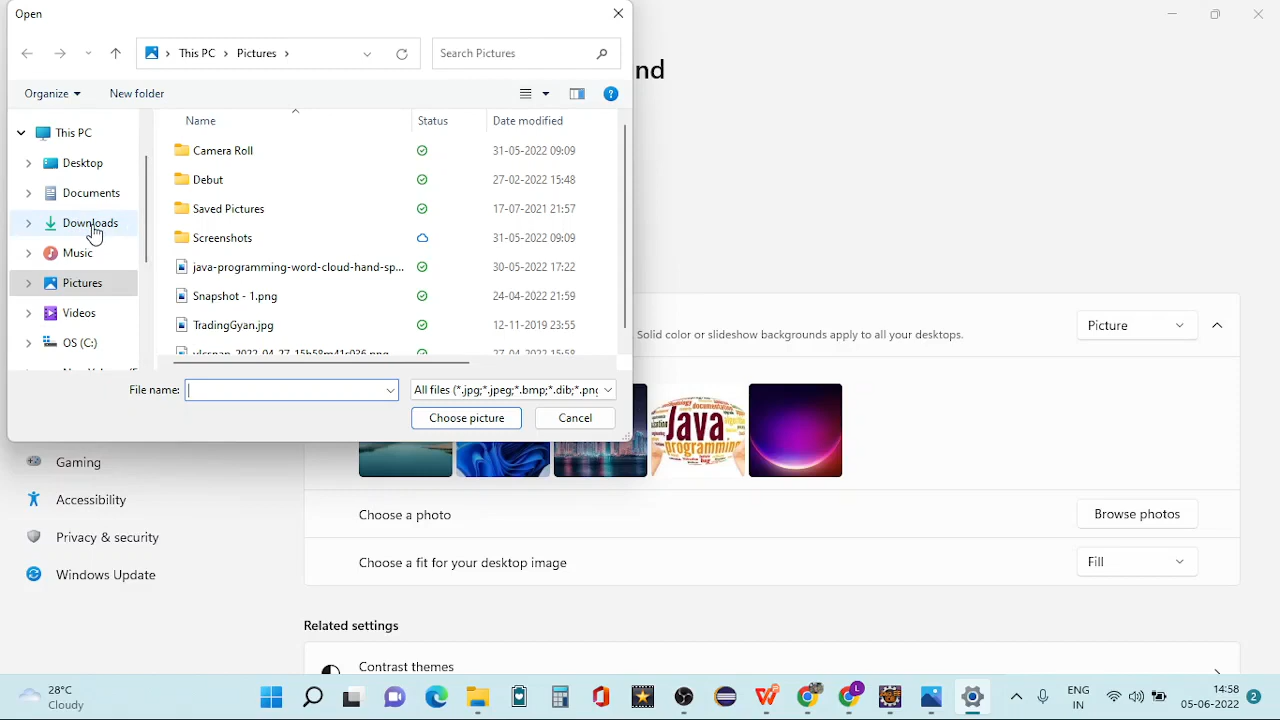 Open
This PC
Pictures
Search Pictures
nd
Organize
New folder
Name
Status
Date modified
This PC
Desktop
Documents
Downloads
Music
Pictures
Videos
OS (C:)
Camera Roll
31-05-2022 09:09
Debut
27-02-2022 15:48
Saved Pictures
17-07-2021 21:57
Screenshots
31-05-2022 09:09
java-programming-word-cloud-hand-sp...
30-05-2022 17:22
Snapshot - 1.png
24-04-2022 21:59
TradingGyan.jpg
12-11-2019 23:55
File name:
All files (*.jpg;*.jpeg;*.bmp;*.dib;*.png
Choose picture
Cancel
Solid color or slideshow backgrounds apply to all your desktops.
Picture
Java
programming
Gaming
Accessibility
Privacy & security
Windows Update
Choose a photo
Browse photos
Choose a fit for your desktop image
Fill
Related settings
Contrast themes
28°C
Cloudy
L
ENG
IN
14:58
05-06-2022
2